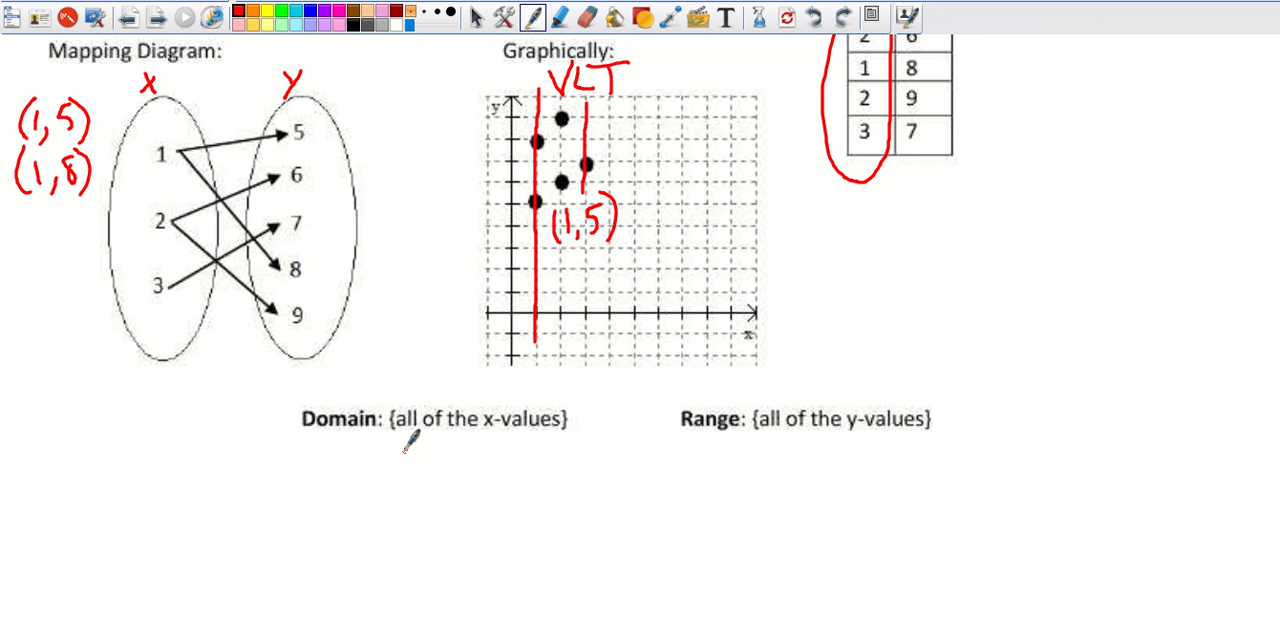 Mapping Diagram:
Graphically:
2 6
1 8
2 9
3 7
x y
(1,5)
(1,8)
1
2
3
5
6
7
8
9
VLT
y
(1,5)
x
Domain: {all of the x-values}
Range: {all of the y-values}
T